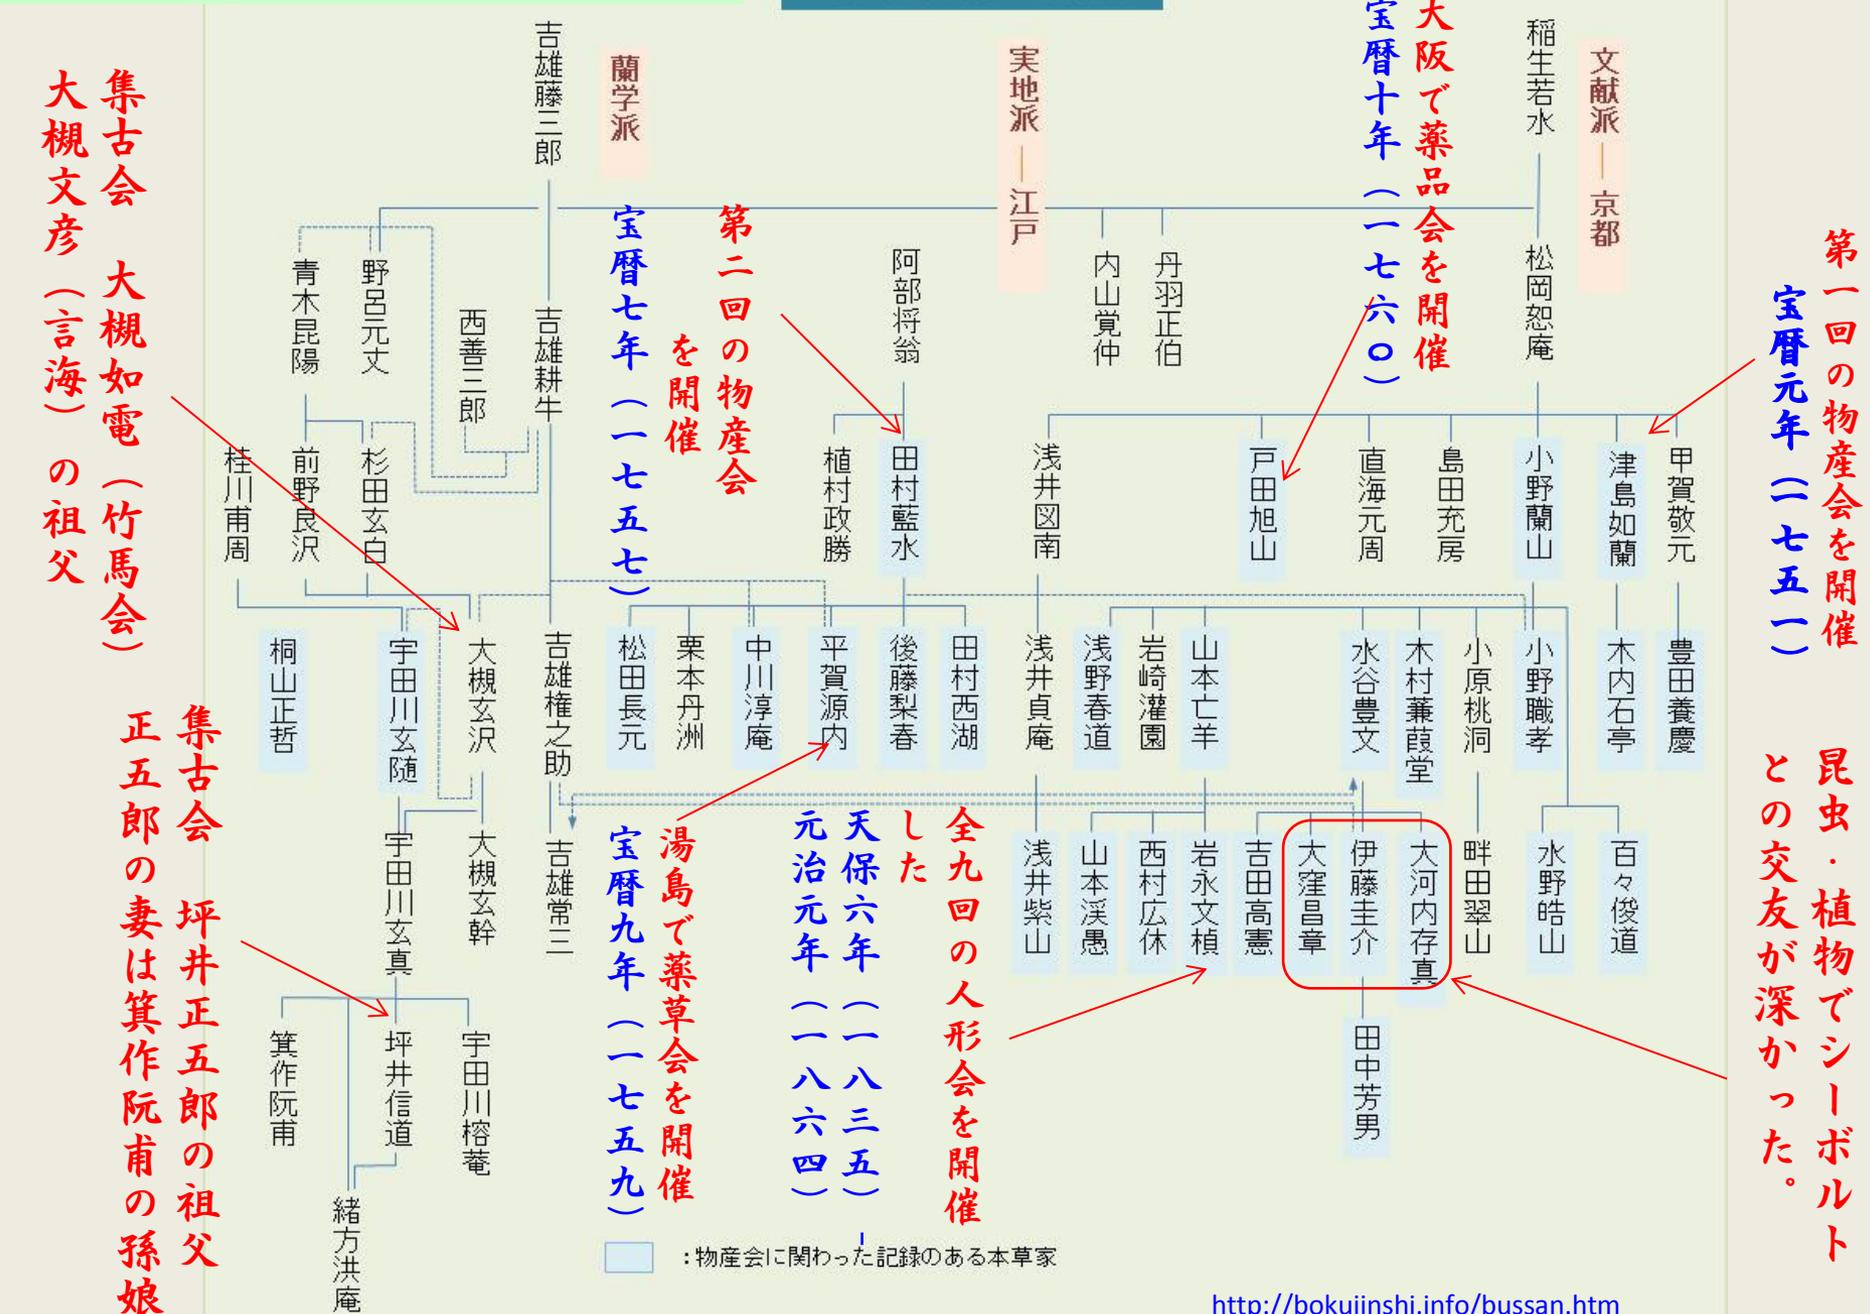 文献派 ― 京都
実地派 ― 江戸
蘭学派
稲生若水
吉雄藤三郎
大阪で薬品会を開催
宝暦十年（一七六〇）
第一回の物産会を開催
宝暦元年（一七五一）
第二回の物産会
を開催
宝暦七年（一七五七）
集古会　大槻如電（竹馬会）
大槻文彦（言海）の祖父
松岡恕庵
丹羽正伯
内山覚仲
阿部将翁
吉雄耕牛
西善三郎
野呂元丈
青木昆陽
甲賀敬元
津島如蘭
小野蘭山
島田充房
直海元周
戸田旭山
浅井図南
田村藍水
植村政勝
杉田玄白
前野良沢
桂川甫周
豊田養慶
木内石亭
小野職孝
小原桃洞
木村蒹葭堂
水谷豊文
山本亡羊
岩崎灌園
浅野春道
浅井貞庵
田村西湖
後藤梨春
平賀源内
中川淳庵
栗本丹洲
松田長元
吉雄権之助
大槻玄沢
宇田川玄随
桐山正哲
昆虫・植物でシーボルト
との交友が深かった。
百々俊道
水野皓山
畔田翠山
大河内存真
伊藤圭介
大窪昌章
吉田高憲
岩永文楨
西村広休
山本渓愚
浅井紫山
全九回の人形会を開催
した
天保六年（一八三五）
元治元年（一八六四）
湯島で薬草会を開催
宝暦九年（一七五九）
吉雄常三
大槻玄幹
宇田川玄真
集古会　坪井正五郎の祖父
正五郎の妻は箕作阮甫の孫娘
田中芳男
宇田川榕菴
坪井信道
箕作阮甫
緒方洪庵
：物産会に関わった記録のある本草家
http://bokujinshi.info/bussan.htm